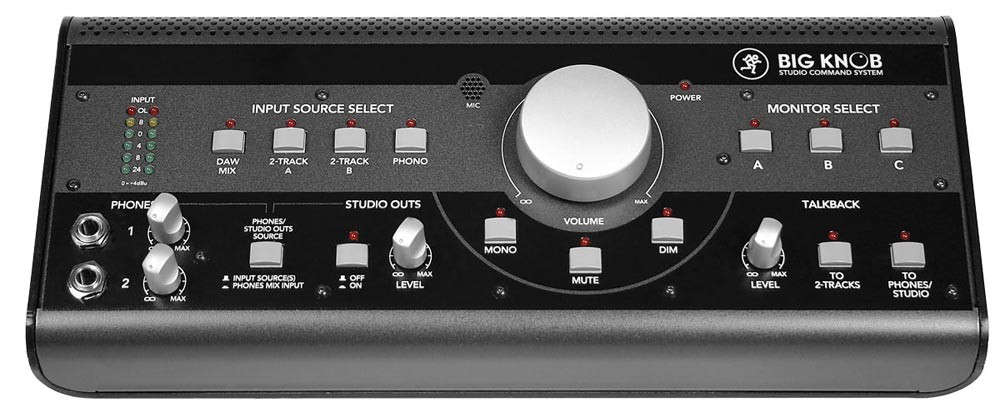 BIG KNOB
STUDIO COMMAND SYSTEM
INPUT
OL
8
0
4
8
24
0=+4dBu
INPUT SOURCE SELECT
DAW
MIX
2-TRACK
A
2-TRACK
B
PHONO
MIC
POWER
MONITOR SELECT
A
B
C
∞
MAX
VOLUME
MONO
MUTE
DIM
PHONES
1
MAX
2
∞
MAX
PHONES/
STUDIO OUTS
SOURCE
INPUT SOURCE(S)
PHONES MIX INPUT
STUDIO OUTS
OFF
ON
∞
MAX
LEVEL
TALKBACK
∞
MAX
LEVEL
TO
2-TRACKS
TO
PHONES/
STUDIO